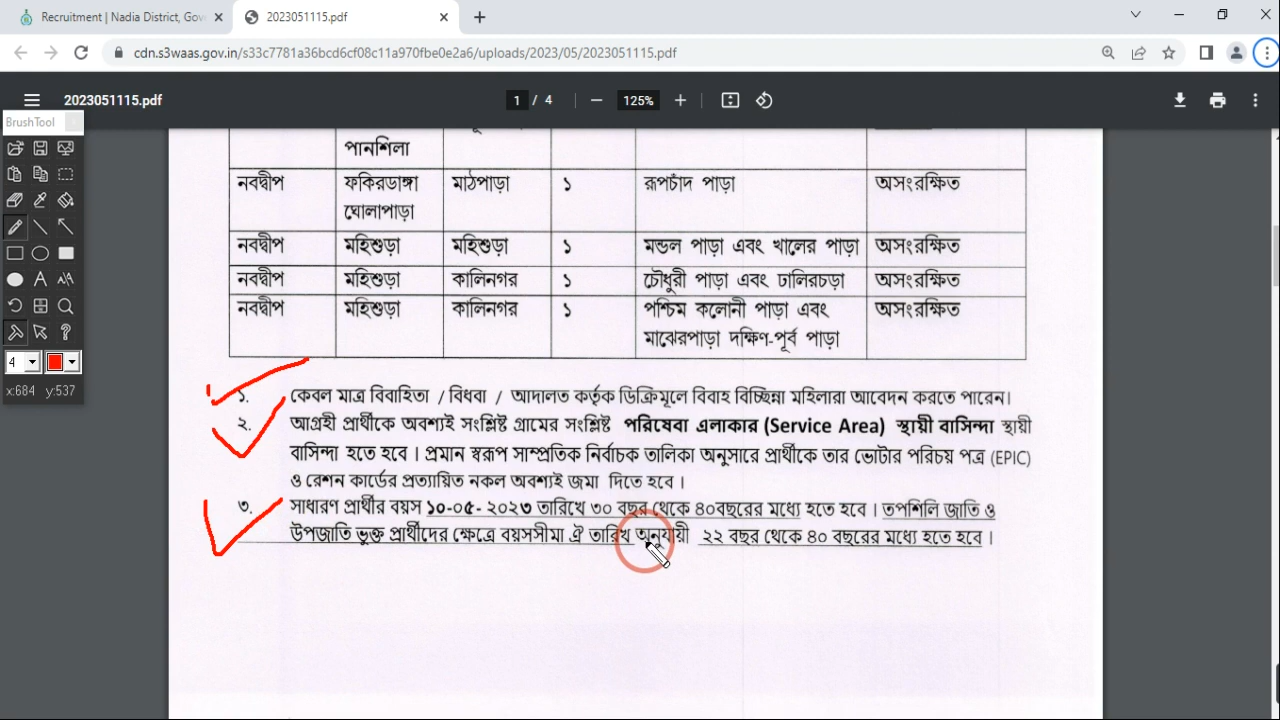 Recruitment | Nadia District, Gov
2023051115.pdf
cdn.s3waas.gov.in/s33c7781a36bcd6cf08c11a970fbe0e2a6/uploads/2023/05/2023051115.pdf
2023051115.pdf
1 / 4
125%
BrushTool
4
x:684 y:537
পানশিলা
নবদ্বীপ ফকিরডাঙ্গা মাঠপাড়া ১ রূপচাঁদ পাড়া অসংরক্ষিত
ঘোলাপাড়া
নবদ্বীপ মহিশুড়া মহিশুড়া ১ মন্ডল পাড়া এবং খালের পাড়া অসংরক্ষিত
নবদ্বীপ মহিশুড়া কালিনগর ১ চৌধুরী পাড়া এবং ঢালিরচড়া অসংরক্ষিত
নবদ্বীপ মহিশুড়া কালিনগর ১ পশ্চিম কলোনী পাড়া এবং অসংরক্ষিত
মাঝেরপাড়া দক্ষিণ-পূর্ব পাড়া
১. কেবল মাত্র বিবাহিতা / বিধবা / আদালত কর্তৃক ডিক্রিমূলে বিবাহ বিচ্ছিন্না মহিলারা আবেদন করতে পারেন।
২. আগ্রহী প্রার্থীকে অবশ্যই সংশ্লিষ্ট গ্রামের সংশ্লিষ্ট পরিষেবা এলাকার (Service Area) স্থায়ী বাসিন্দা স্থায়ী
বাসিন্দা হতে হবে। প্রমান স্বরূপ সাম্প্রতিক নির্বাচক তালিকা অনুসারে প্রার্থীকে তার ভোটার পরিচয় পত্র (EPIC)
ও রেশন কার্ডের প্রত্যায়িত নকল অবশ্যই জমা দিতে হবে।
৩. সাধারণ প্রার্থীর বয়স ১০-০৫- ২০২৩ তারিখে ৩০ বছর থেকে ৪০বছরের মধ্যে হতে হবে। তপশিলি জাতি ও
উপজাতি ভুক্ত প্রার্থীদের ক্ষেত্রে বয়সসীমা ঐ তারিখ অনুযায়ী ২২ বছর থেকে ৪০ বছরের মধ্যে হতে হবে।